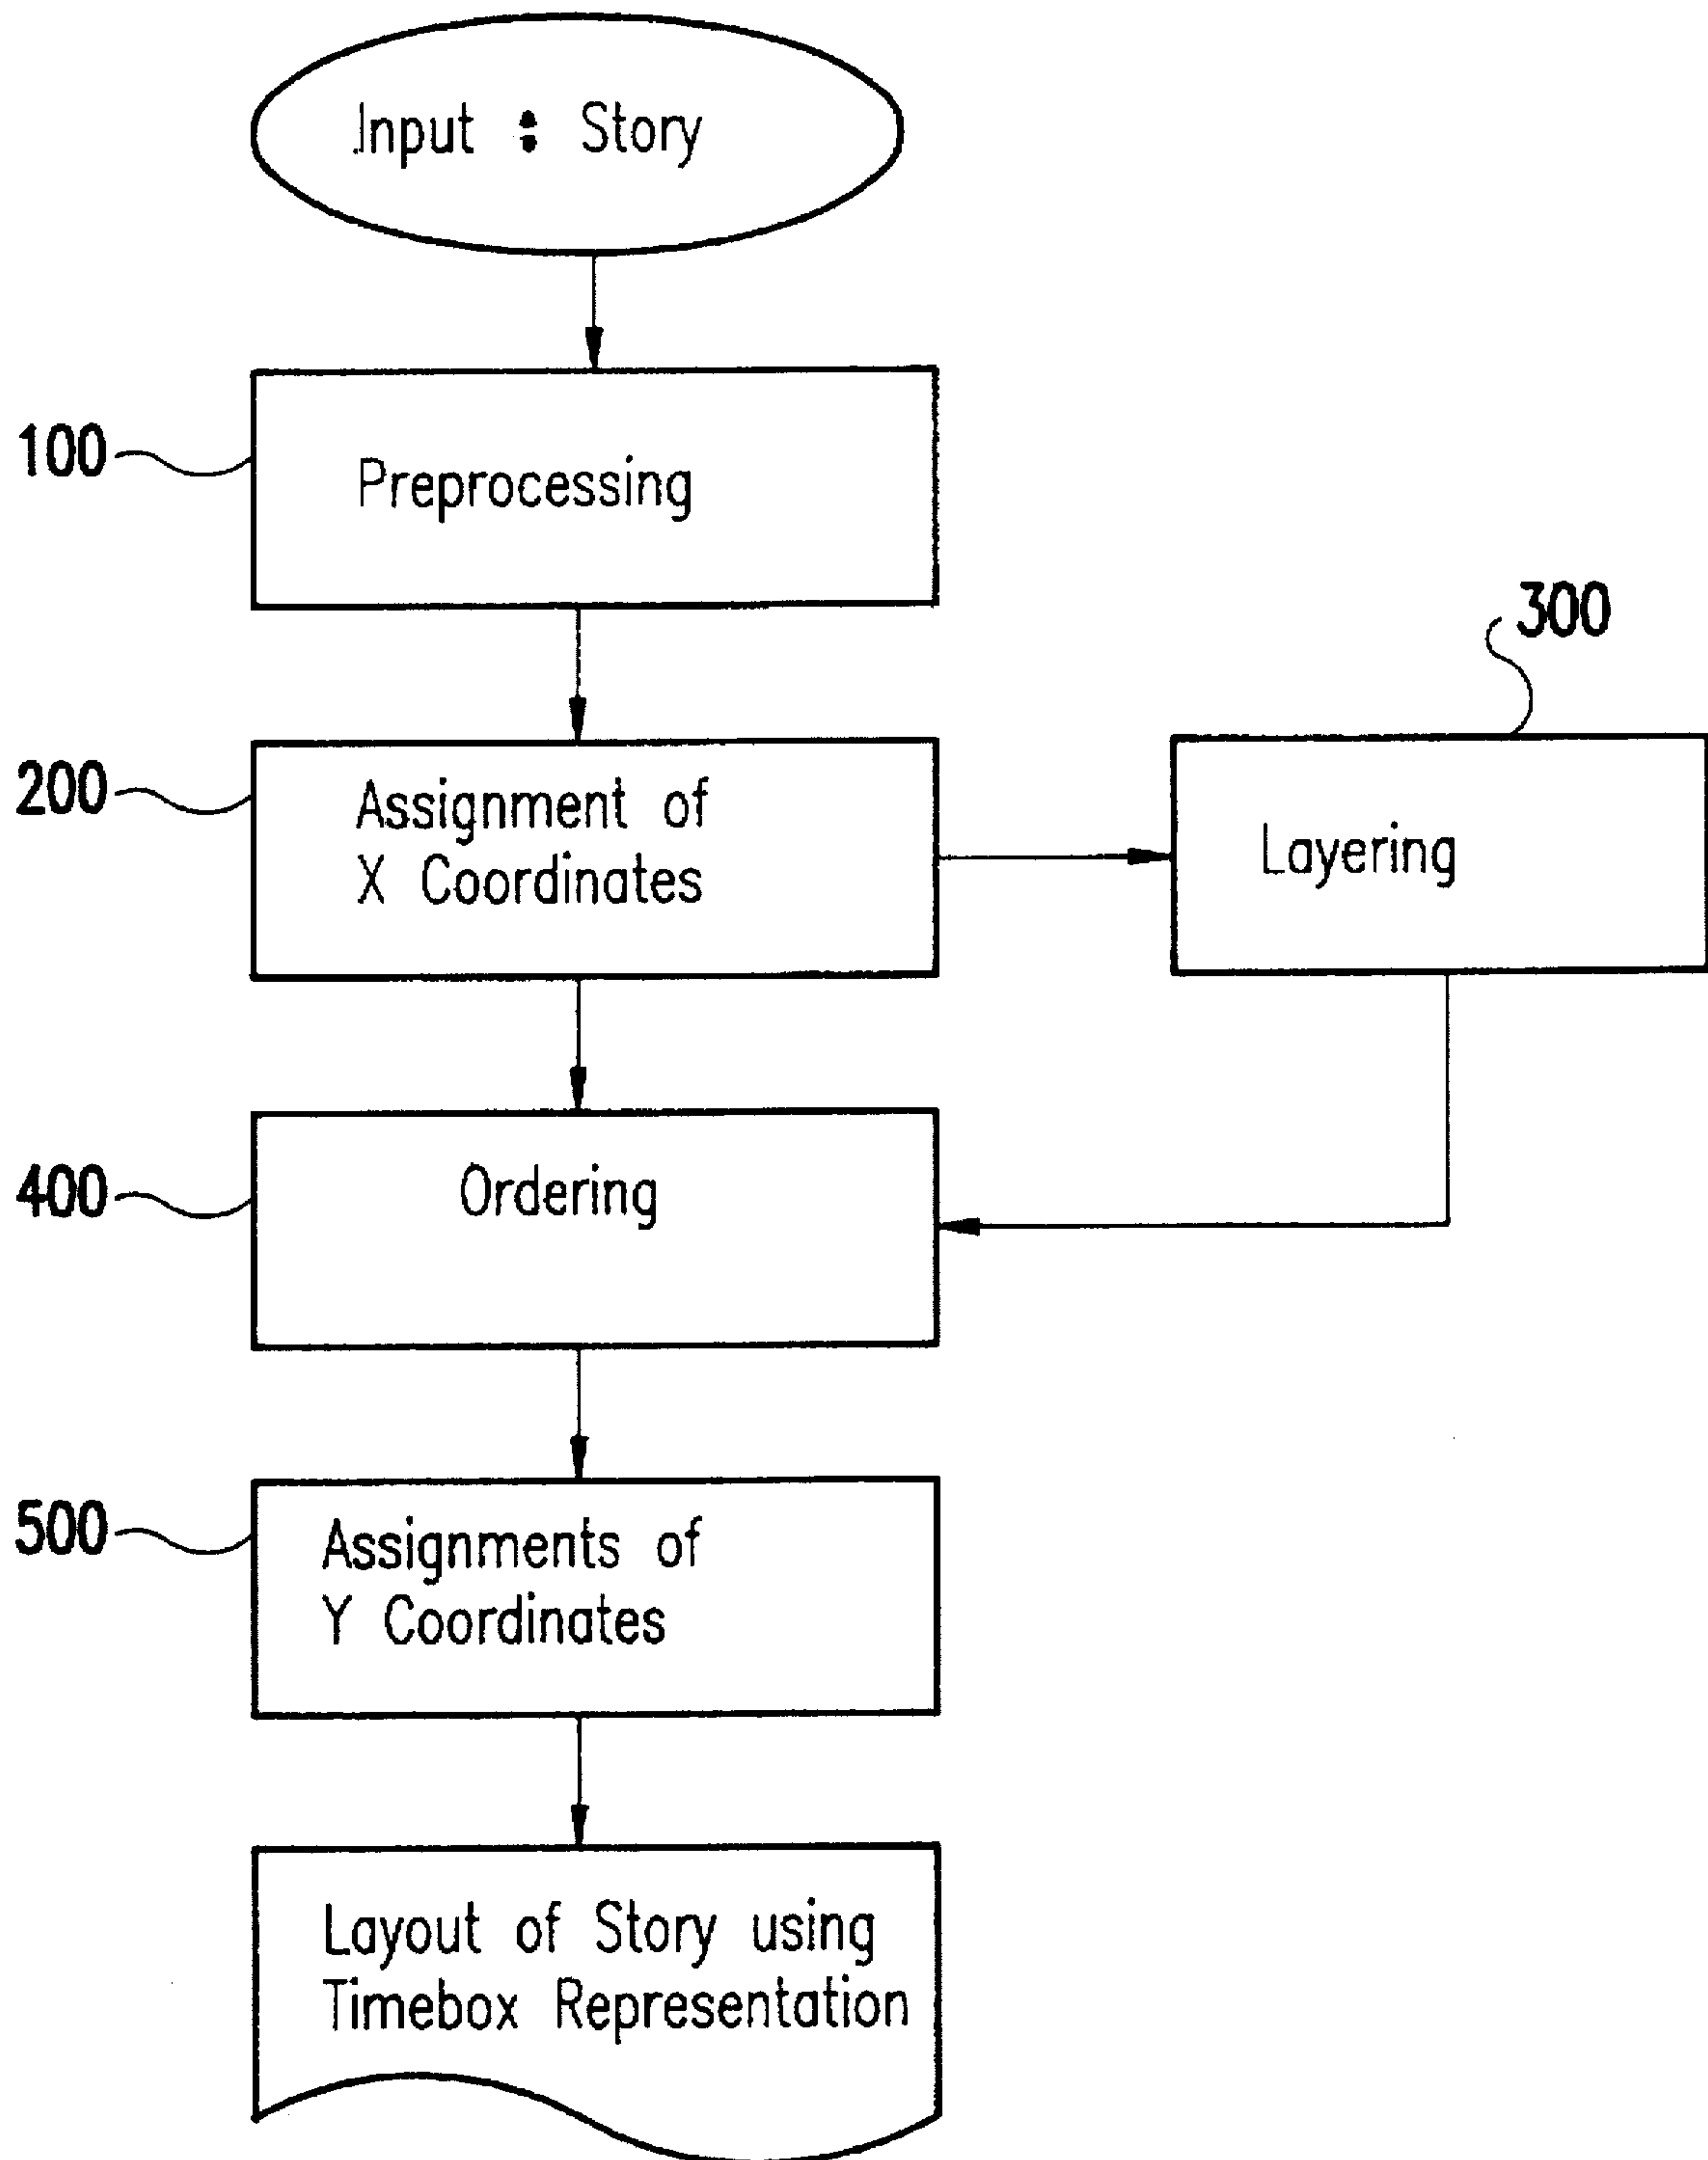 Input : Story
100
Preprocessing
300
200
Assignment of
X Coordinates
Layering
400
Ordering
500
Assignments of
Y Coordinates
Layout of Story using
Timebox Representation